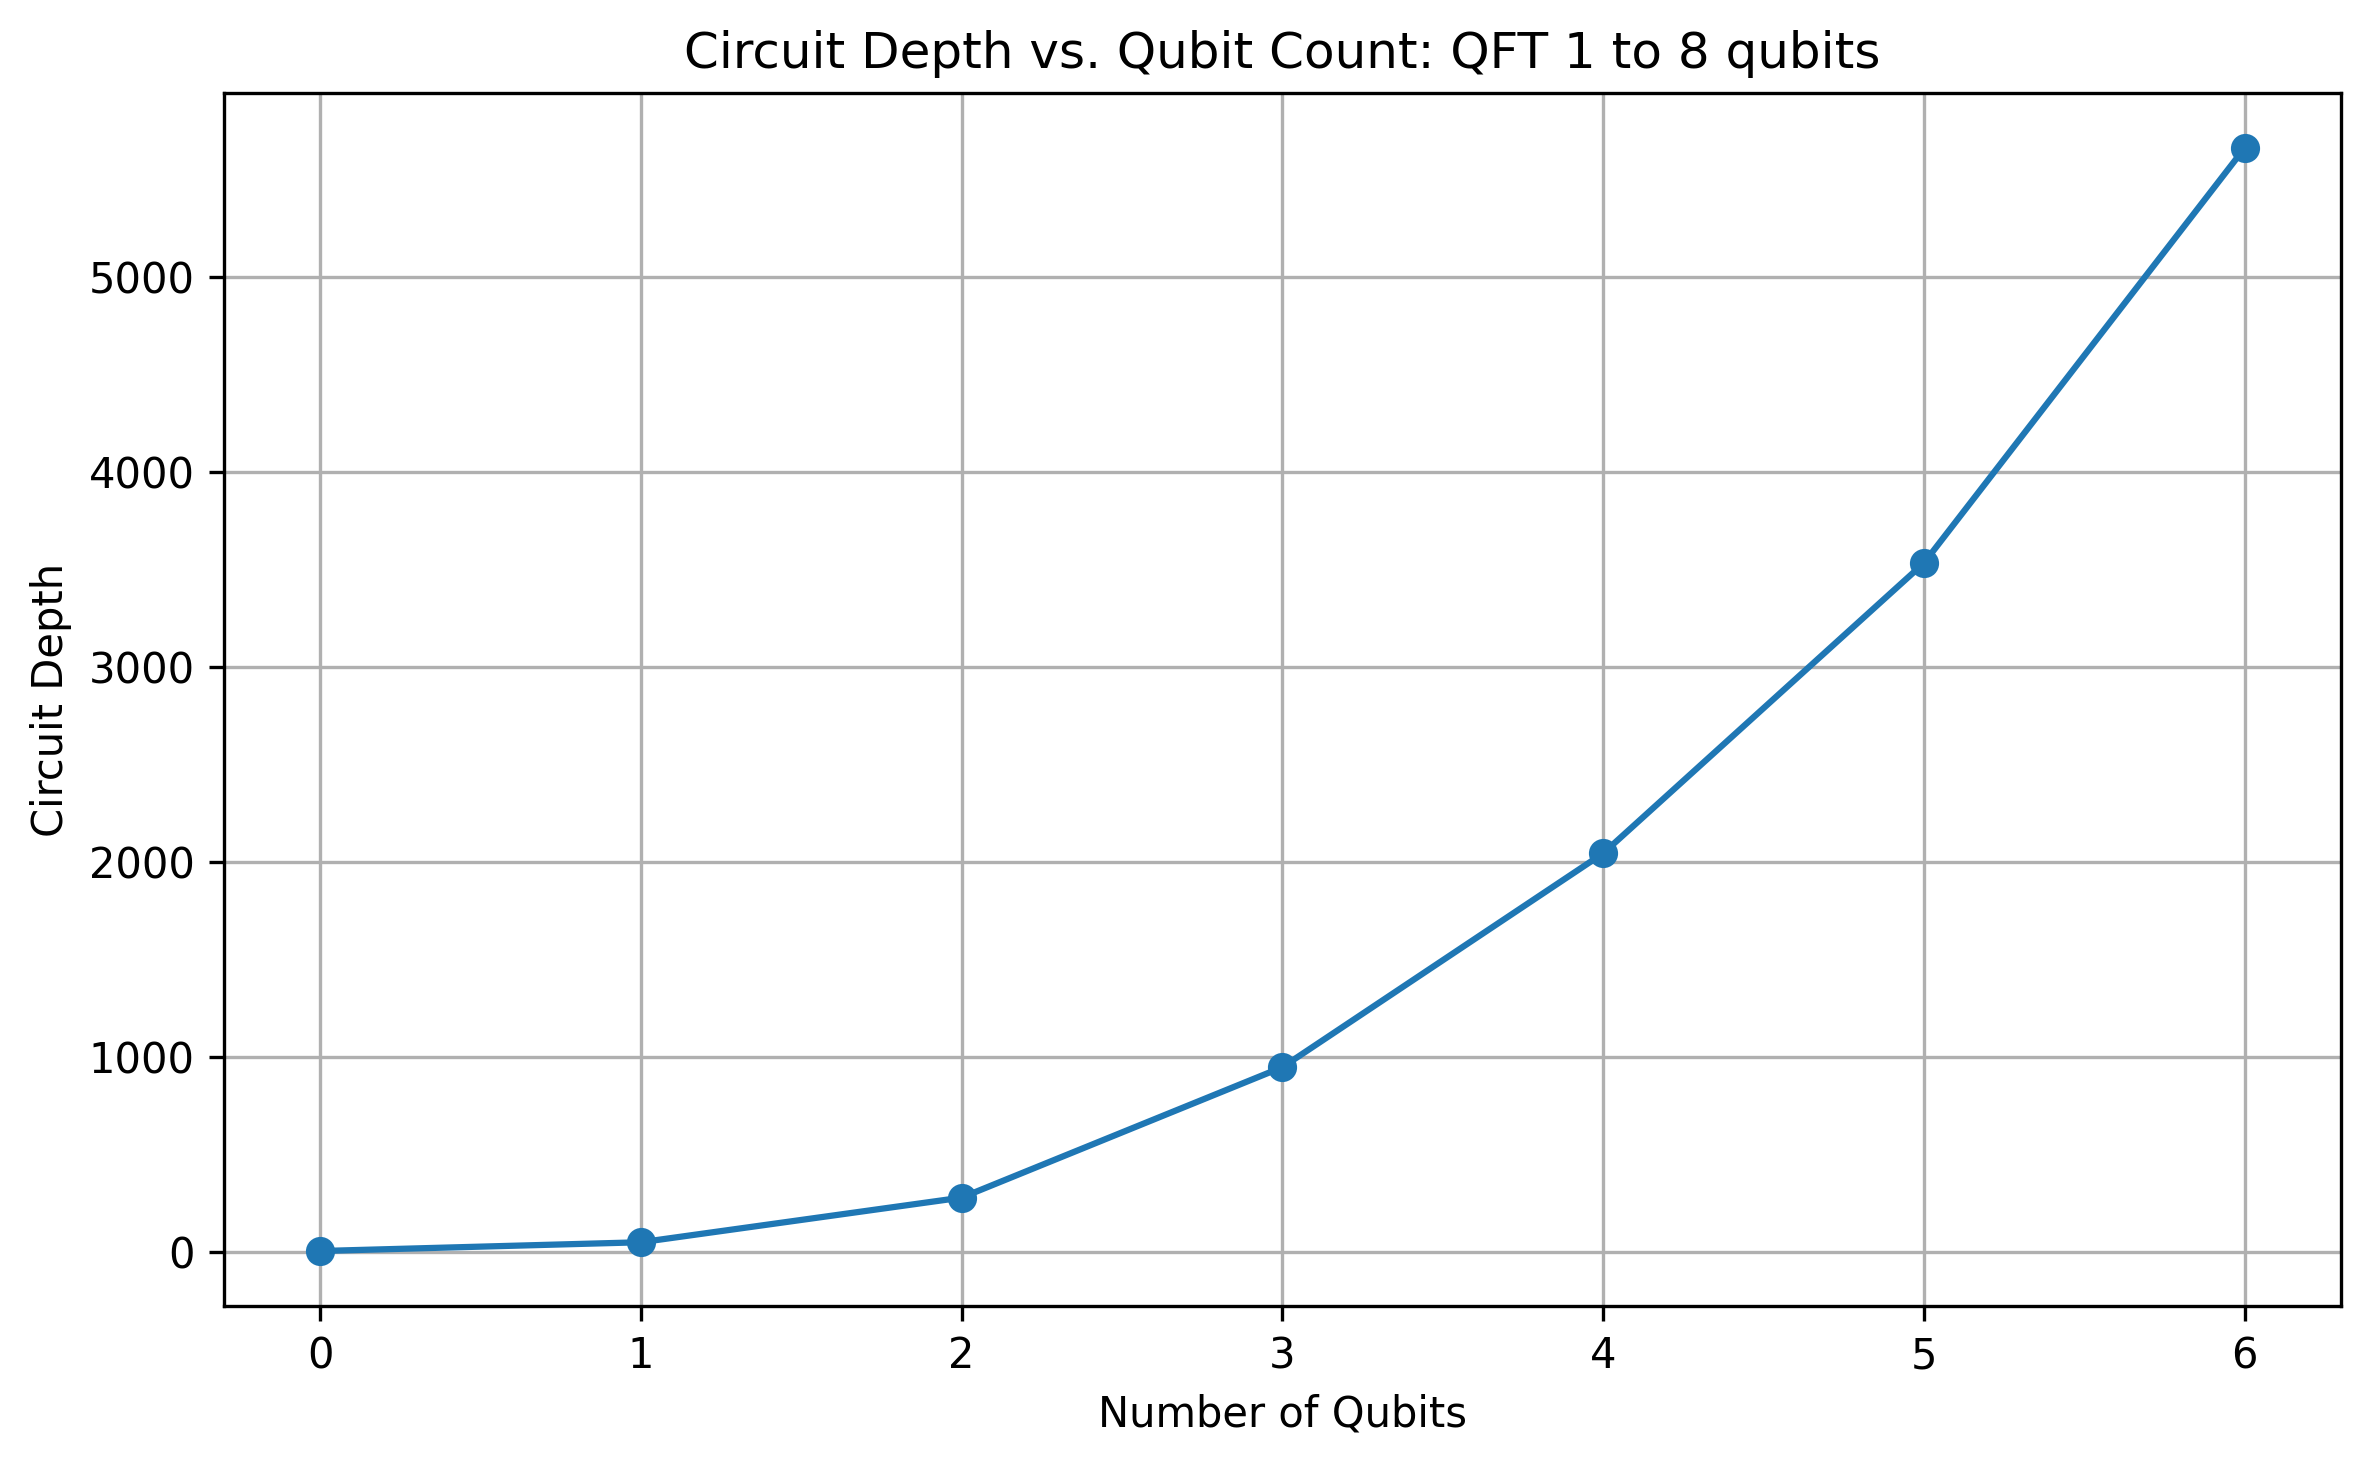 Circuit Depth vs. Qubit Count: QFT 1 to 8 qubits
Circuit Depth
5000
4000
3000
2000
1000
0
0 1 2 3 4 5 6
Number of Qubits